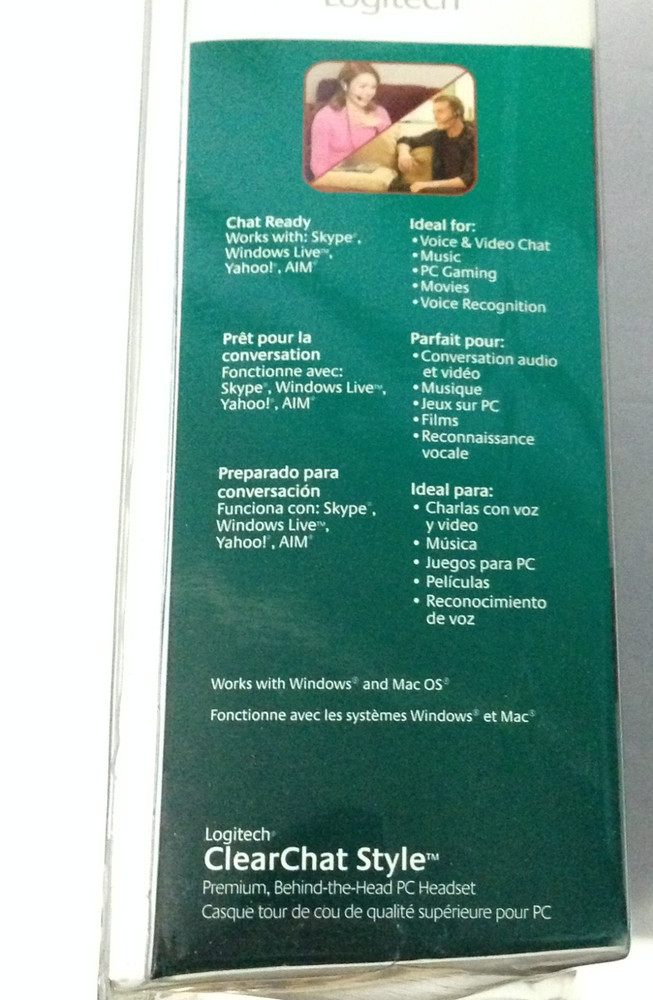 Logitech
Chat Ready
Works with: Skype®,
Windows Live™,
Yahoo!®, AIM®
Ideal for:
• Voice & Video Chat
• Music
• PC Gaming
• Movies
• Voice Recognition
Prêt pour la
conversation
Fonctionne avec:
Skype®, Windows Live™,
Yahoo!®, AIM®
Parfait pour:
• Conversation audio
et vidéo
• Musique
• Jeux sur PC
• Films
• Reconnaissance
vocale
Preparado para
conversación
Funciona con: Skype®,
Windows Live™,
Yahoo!®, AIM®
Ideal para:
• Charlas con voz
y video
• Música
• Juegos para PC
• Películas
• Reconocimiento
de voz
Works with Windows® and Mac OS®
Fonctionne avec les systèmes Windows® et Mac®
Logitech®
ClearChat Style™
Premium, Behind-the-Head PC Headset
Casque tour de cou de qualité supérieure pour PC